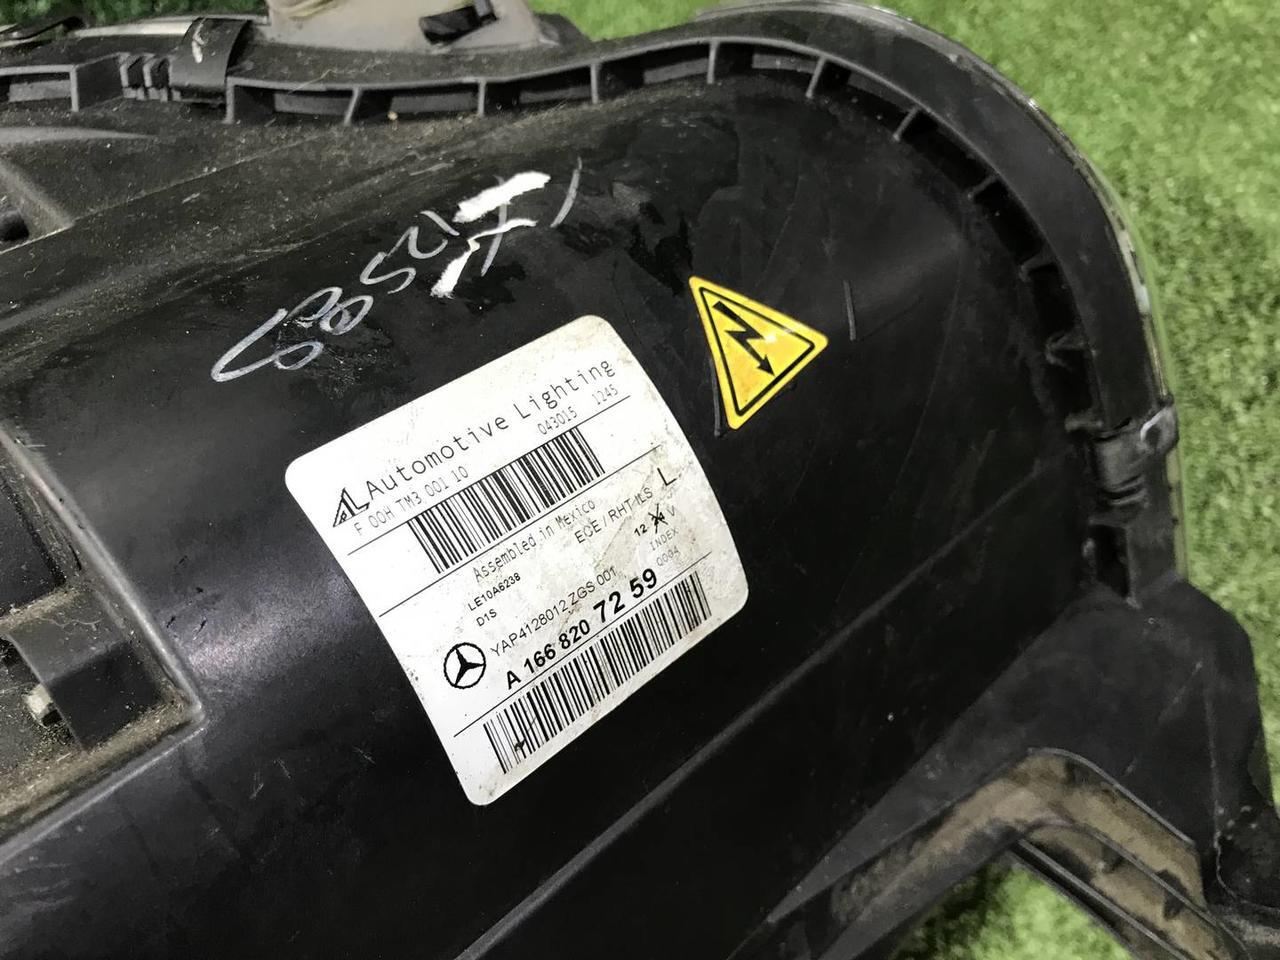 Automotive Lighting
F 00H TM3 001 10
043015 1245
Assembled in Mexico
ECE / RHT ILS L
LE10A6238
12 24 V
D1S
INDEX
YAP4128012 ZGS 001
0004
A 166 820 72 59